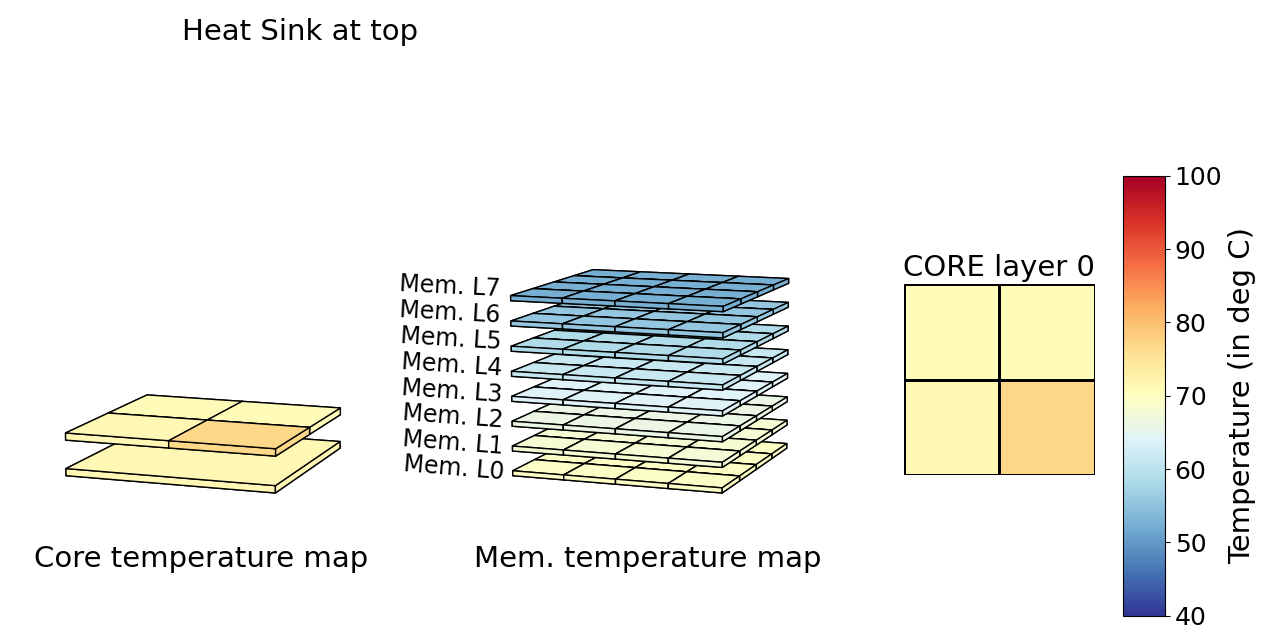 Heat Sink at top
Mem. L7
Mem. L6
Mem. L5
Mem. L4
Mem. L3
Mem. L2
Mem. L1
Mem. L0
Core temperature map
Mem. temperature map
CORE layer 0
100
90
80
70
60
50
40
Temperature (in deg C)